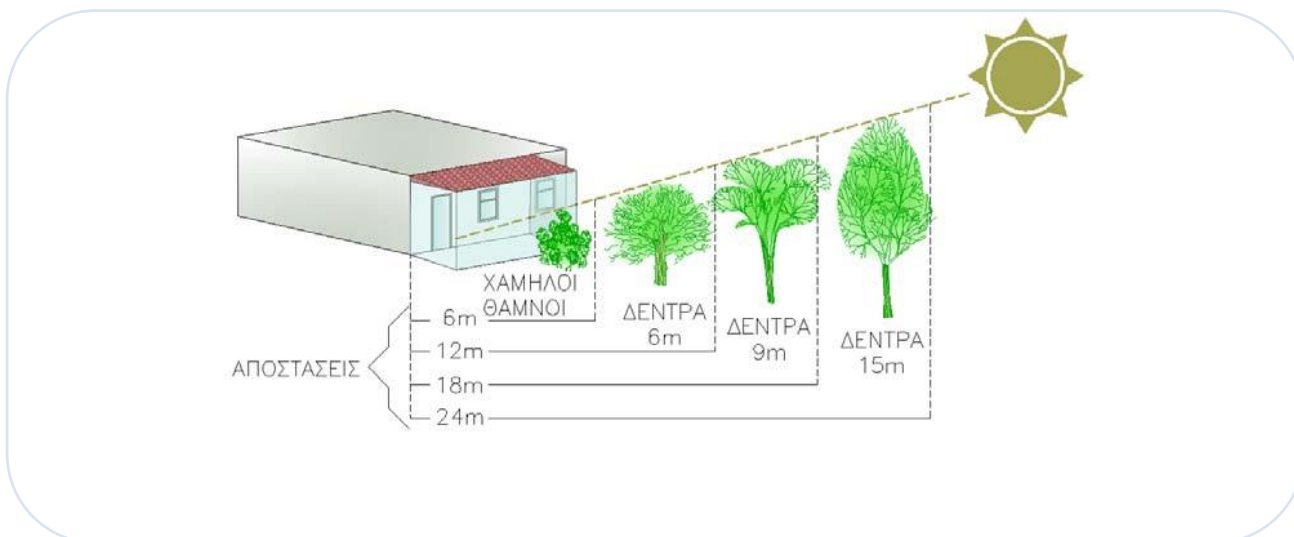 ΧΑΜΗΛΟΙ
ΘΑΜΝΟΙ
ΔΕΝΤΡΑ
6m
ΔΕΝΤΡΑ
9m
ΔΕΝΤΡΑ
15m
ΑΠΟΣΤΑΣΕΙΣ
6m
12m
18m
24m